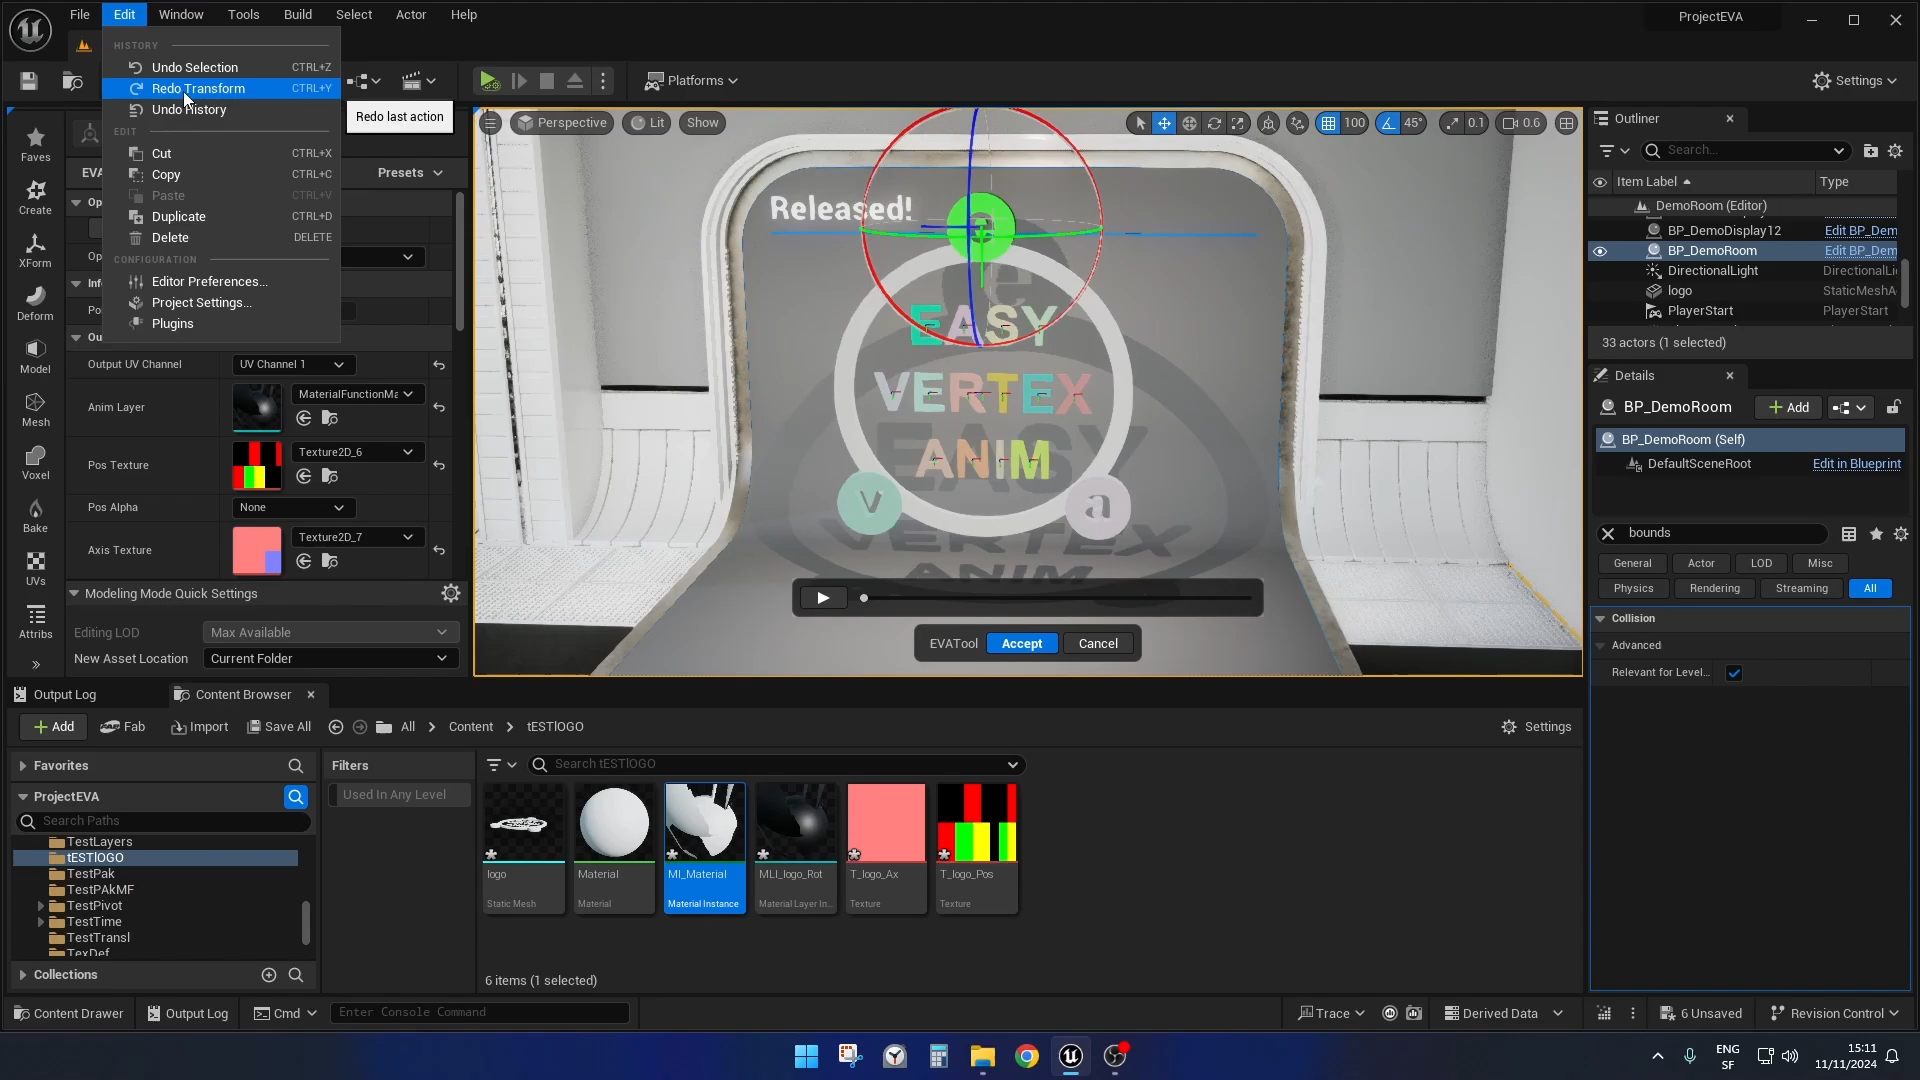 File Edit Window Tools Build Select Actor Help
ProjectEVA
HISTORY
Undo Selection CTRL+Z
Redo Transform CTRL+Y
Undo History
Redo last action
EDIT
Cut CTRL+X
Copy CTRL+C
Paste CTRL+V
Duplicate CTRL+D
Delete DELETE
CONFIGURATION
Editor Preferences...
Project Settings...
Plugins
Platforms
Settings
Faves
Create
XForm
Deform
Model
Mesh
Voxel
Bake
UVs
Attribs
EVA
Presets
Output UV Channel UV Channel 1
Anim Layer MaterialFunctionMa
Pos Texture Texture2D_6
Pos Alpha None
Axis Texture Texture2D_7
Modeling Mode Quick Settings
Editing LOD Max Available
New Asset Location Current Folder
Perspective Lit Show
100 45° 0.1 0.6
Released!
e
EASY
VERTEX
ANIM
v a
EASY
VERTEX
ANIM
EVATool Accept Cancel
Outliner
Search...
Item Label Type
DemoRoom (Editor)
BP_DemoDisplay12 Edit BP_Dem
BP_DemoRoom Edit BP_Dem
DirectionalLight DirectionalLi
logo StaticMeshA
PlayerStart PlayerStart
33 actors (1 selected)
Details
BP_DemoRoom Add
BP_DemoRoom (Self)
DefaultSceneRoot Edit in Blueprint
bounds
General Actor LOD Misc
Physics Rendering Streaming All
Collision
Advanced
Relevant for Level...
Output Log Content Browser
Add Fab Import Save All All Content tESTlOGO Settings
Favorites
ProjectEVA
Search Paths
TestLayers
tESTlOGO
TestPak
TestPAkMF
TestPivot
TestTime
TestTransl
TexDef
Collections
Filters
Used In Any Level
Search tESTlOGO
logo
Static Mesh
Material
Material
MI_Material
Material Instance
MLI_logo_Rot
Material Layer In...
T_logo_Ax
Texture
T_logo_Pos
Texture
6 items (1 selected)
Content Drawer Output Log Cmd Enter Console Command Trace Derived Data 6 Unsaved Revision Control
ENG
SF
15:11
11/11/2024